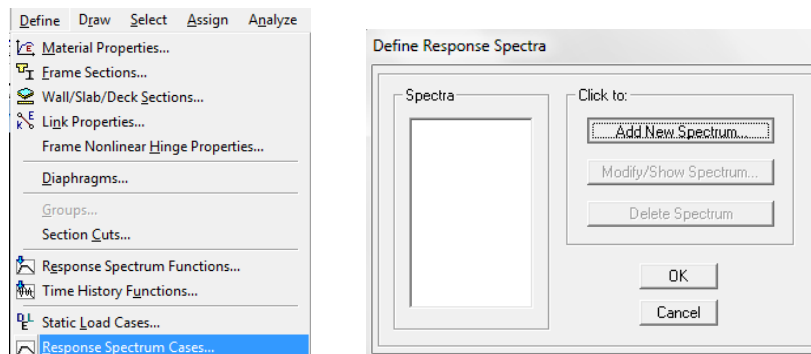 Define Draw Select Assign Analyze
Material Properties...
Frame Sections...
Wall/Slab/Deck Sections...
Link Properties...
Frame Nonlinear Hinge Properties...
Diaphragms...
Groups...
Section Cuts...
Response Spectrum Functions...
Time History Functions...
Static Load Cases...
Response Spectrum Cases...
Define Response Spectra
Spectra
Click to:
Add New Spectrum...
Modify/Show Spectrum...
Delete Spectrum
OK
Cancel